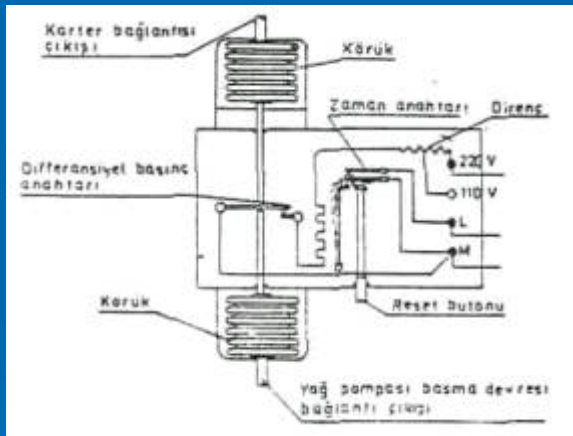 Karter bağlantısı
çıkışı
Körük
Zaman anahtarı
Direnç
Differansiyel basınç
anahtarı
220 V
110 V
L
M
Körük
Reset butonu
Yağ pompası basma devresi
bağlantı çıkışı